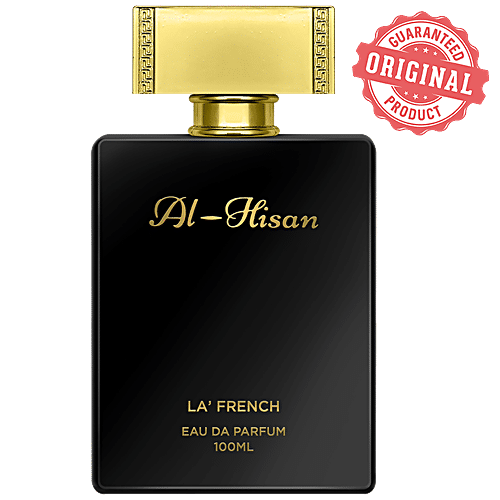 GUARANTEED
ORIGINAL
PRODUCT
Al-Hisan
LA' FRENCH
EAU DA PARFUM
100ML